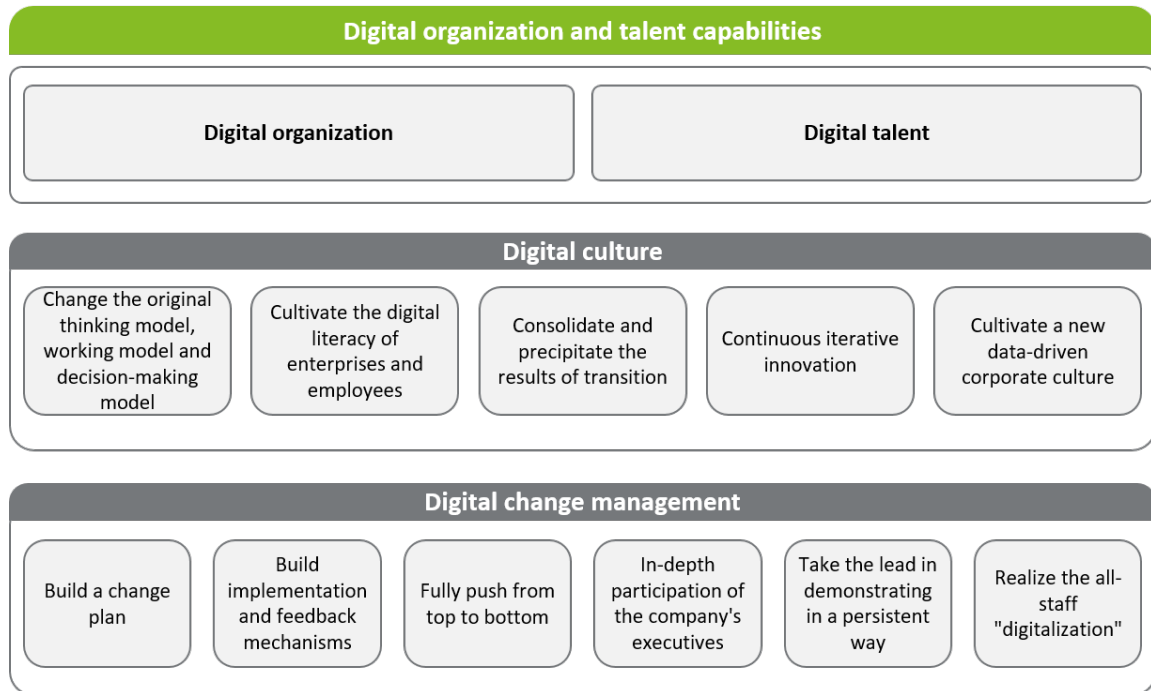 Digital organization and talent capabilities
Digital organization
Digital talent
Digital culture
Change the original
thinking model,
working model and
decision-making
model
Cultivate the digital
literacy of
enterprises and
employees
Consolidate and
precipitate the
results of transition
Continuous iterative
innovation
Cultivate a new
data-driven
corporate culture
Digital change management
Build a change
plan
Build
implementation
and feedback
mechanisms
Fully push from
top to bottom
In-depth
participation of
the company's
executives
Take the lead in
demonstrating
in a persistent
way
Realize the all-
staff
"digitalization"